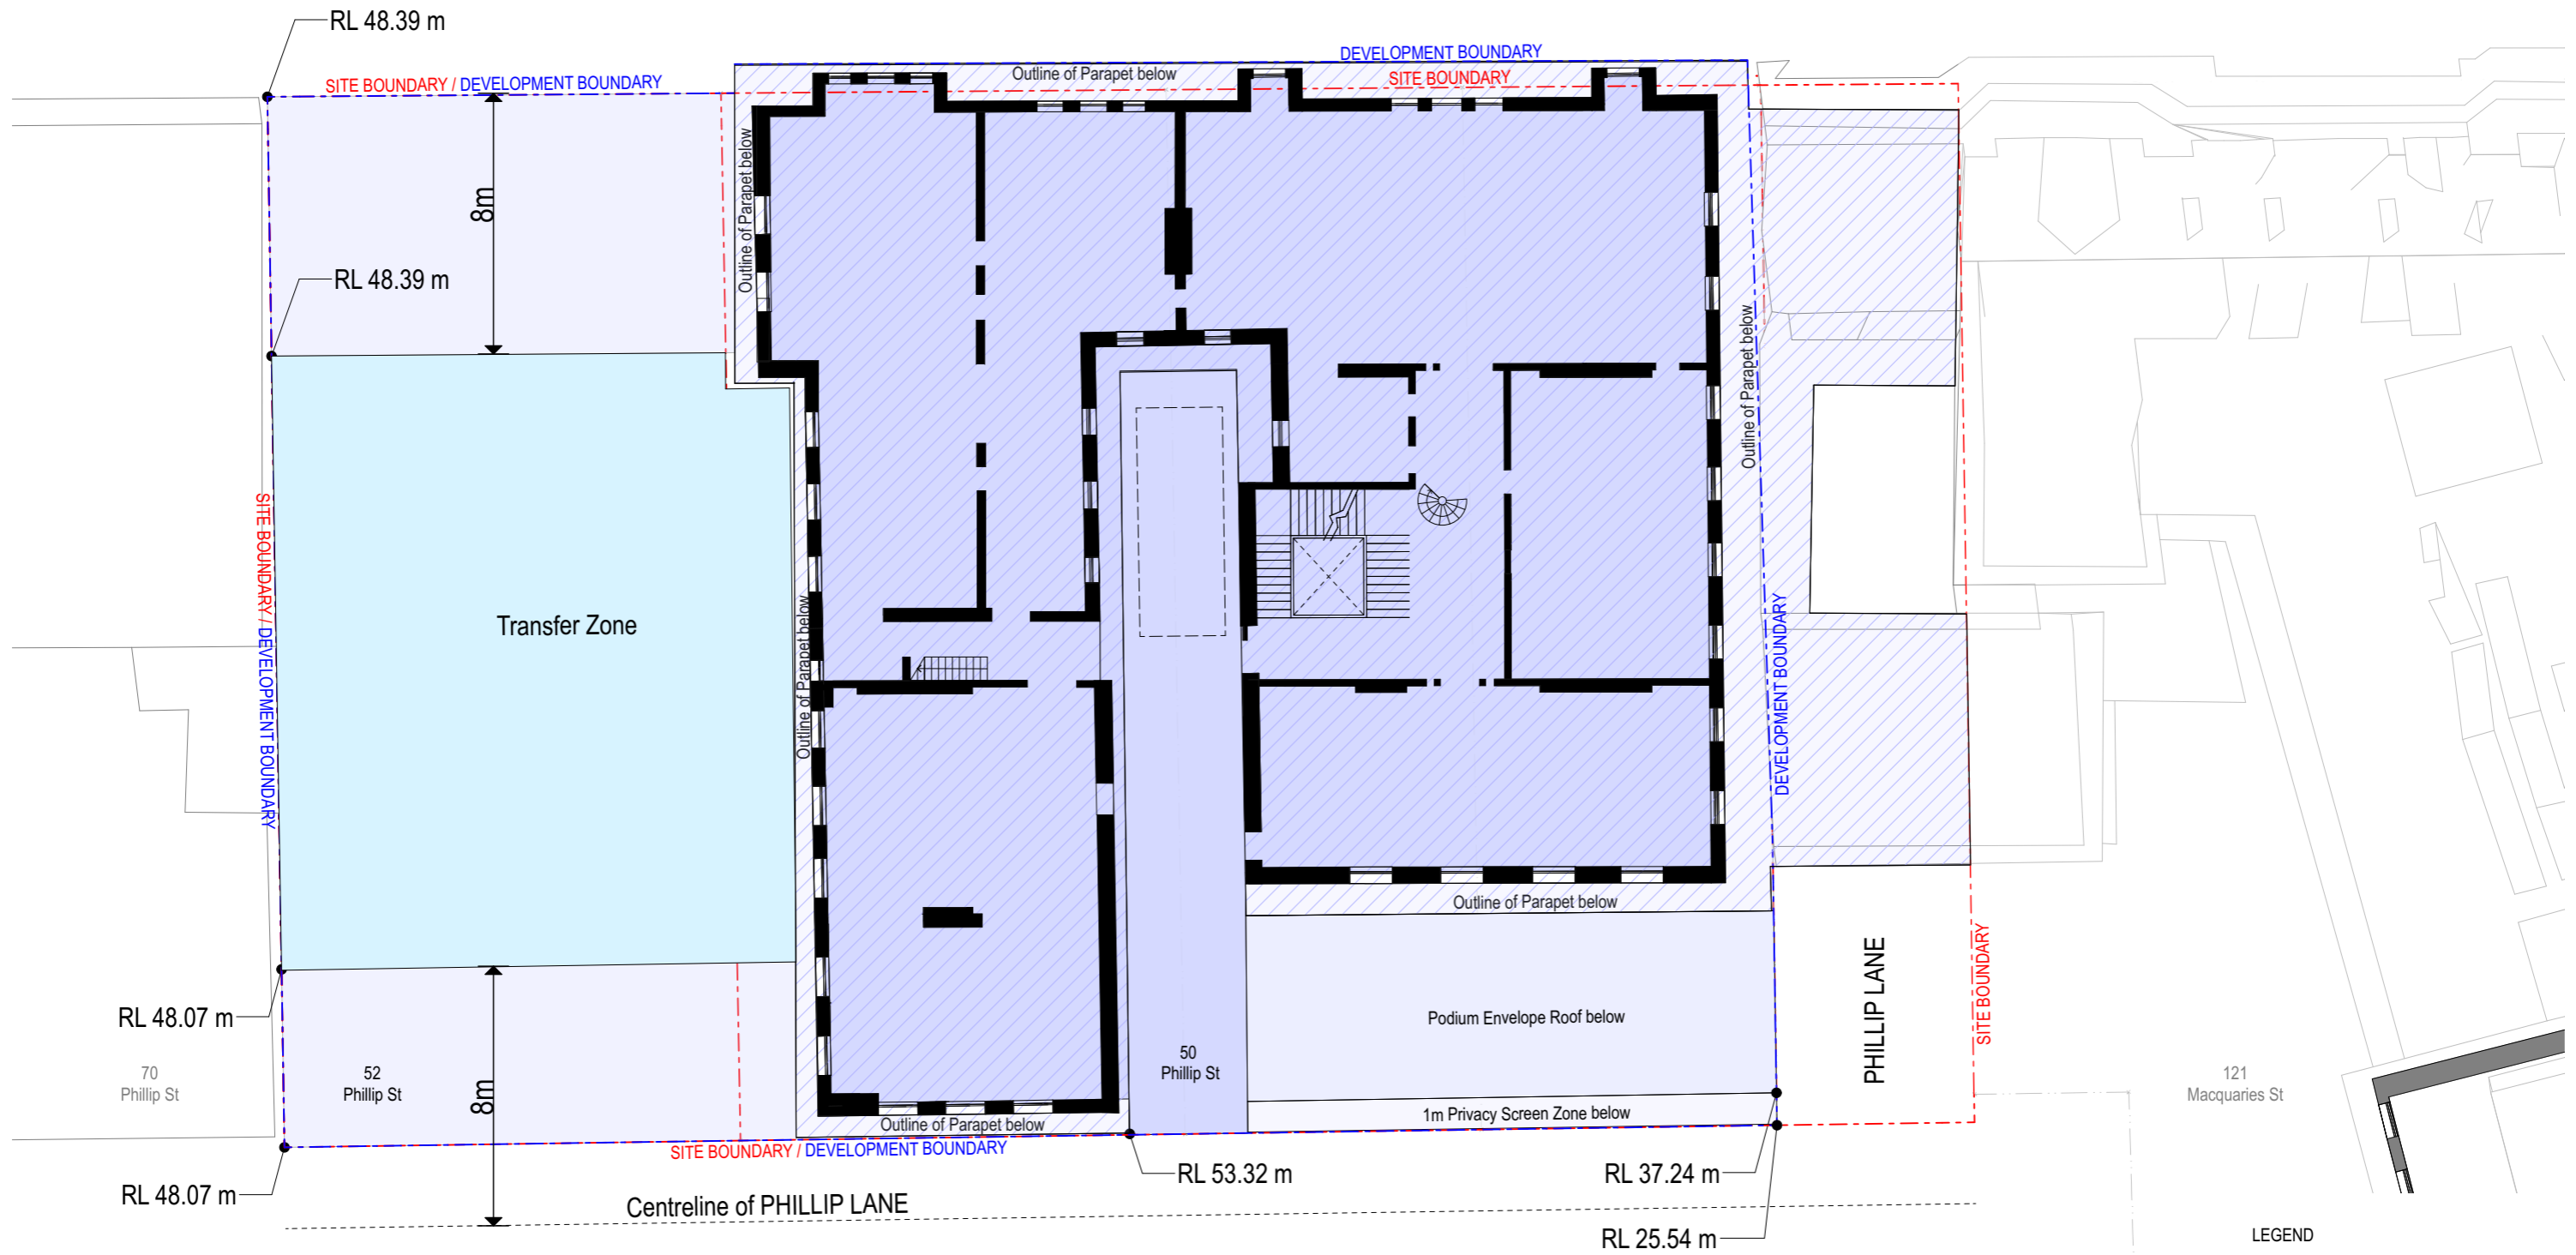 RL 48.39 m
DEVELOPMENT BOUNDARY
SITE BOUNDARY / DEVELOPMENT BOUNDARY
Outline of Parapet below
SITE BOUNDARY
8m
Outline of Parapet below
RL 48.39 m
Outline of Parapet below
SITE BOUNDARY / DEVELOPMENT BOUNDARY
Transfer Zone
Outline of Parapet below
DEVELOPMENT BOUNDARY
Outline of Parapet below
PHILLIP LANE
SITE BOUNDARY
RL 48.07 m
Podium Envelope Roof below
70
Phillip St
52
Phillip St
8m
50
Phillip St
121
Macquaries St
1m Privacy Screen Zone below
Outline of Parapet below
SITE BOUNDARY / DEVELOPMENT BOUNDARY
RL 48.07 m
RL 53.32 m
RL 37.24 m
Centreline of PHILLIP LANE
RL 25.54 m
LEGEND